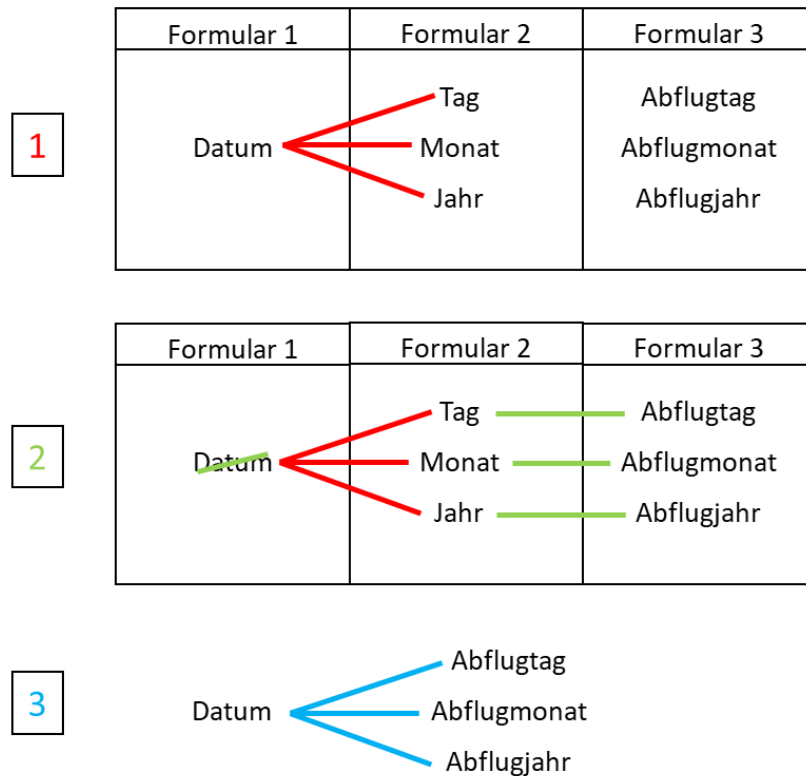 Formular 1 Formular 2 Formular 3
1
Tag Abflugtag
Datum Monat Abflugmonat
Jahr Abflugjahr
Formular 1 Formular 2 Formular 3
2
Tag Abflugtag
Datum Monat Abflugmonat
Jahr Abflugjahr
3
Abflugtag
Datum Abflugmonat
Abflugjahr